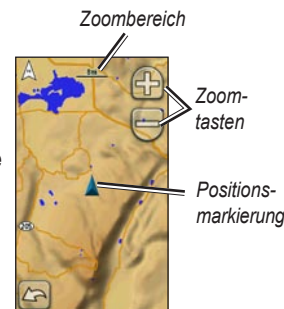 Zoombereich
Zoom-
tasten
e
Positions-
markierung